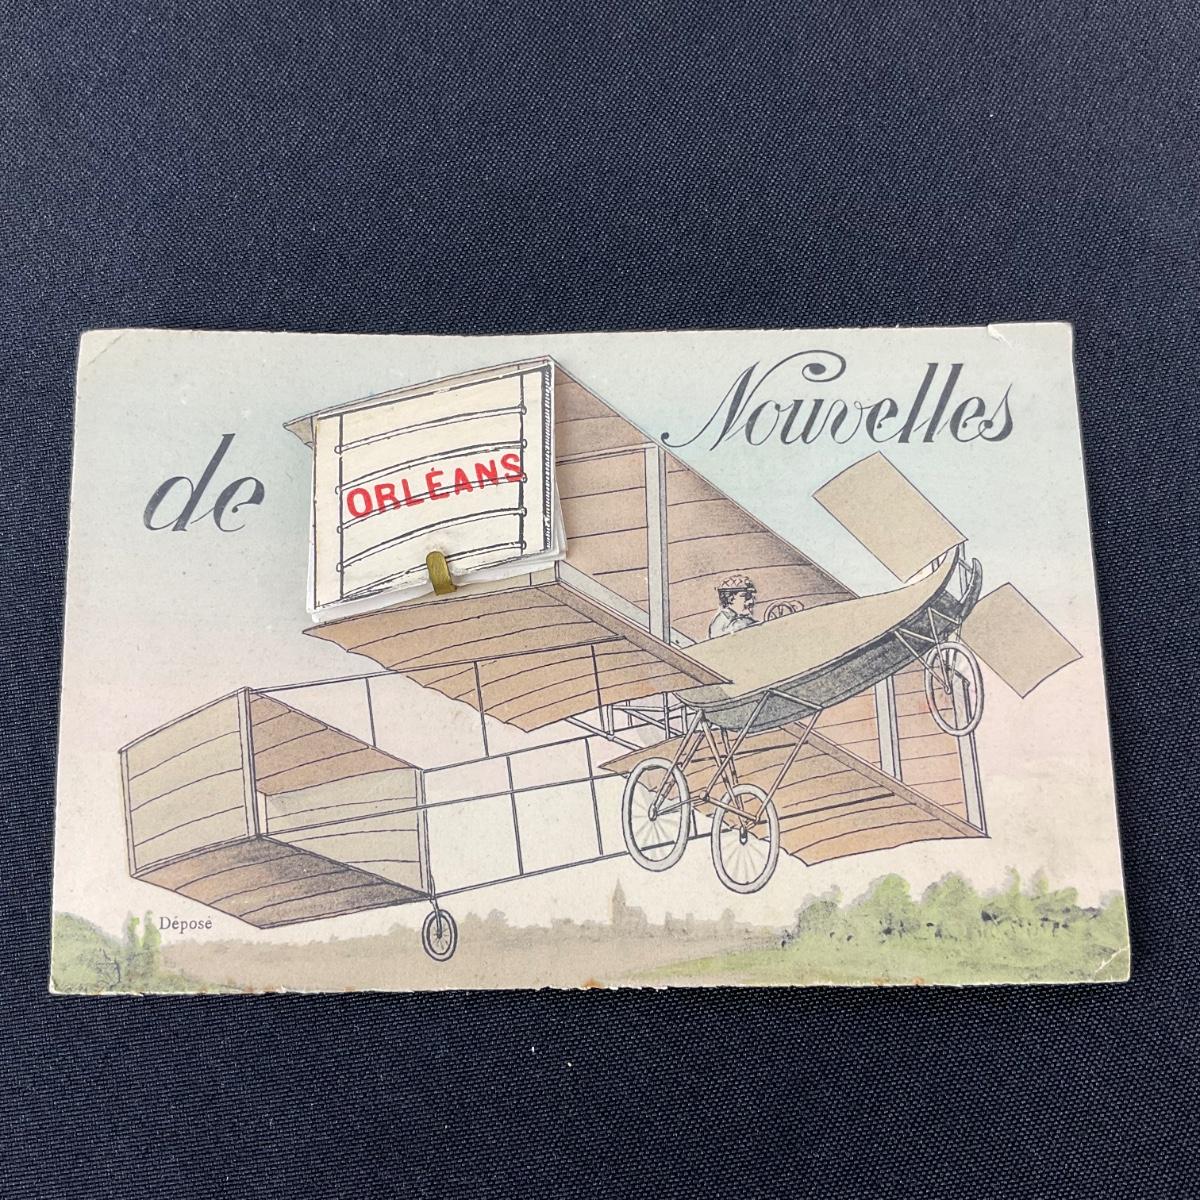 Nouvelles
de
ORLÉANS
Déposé